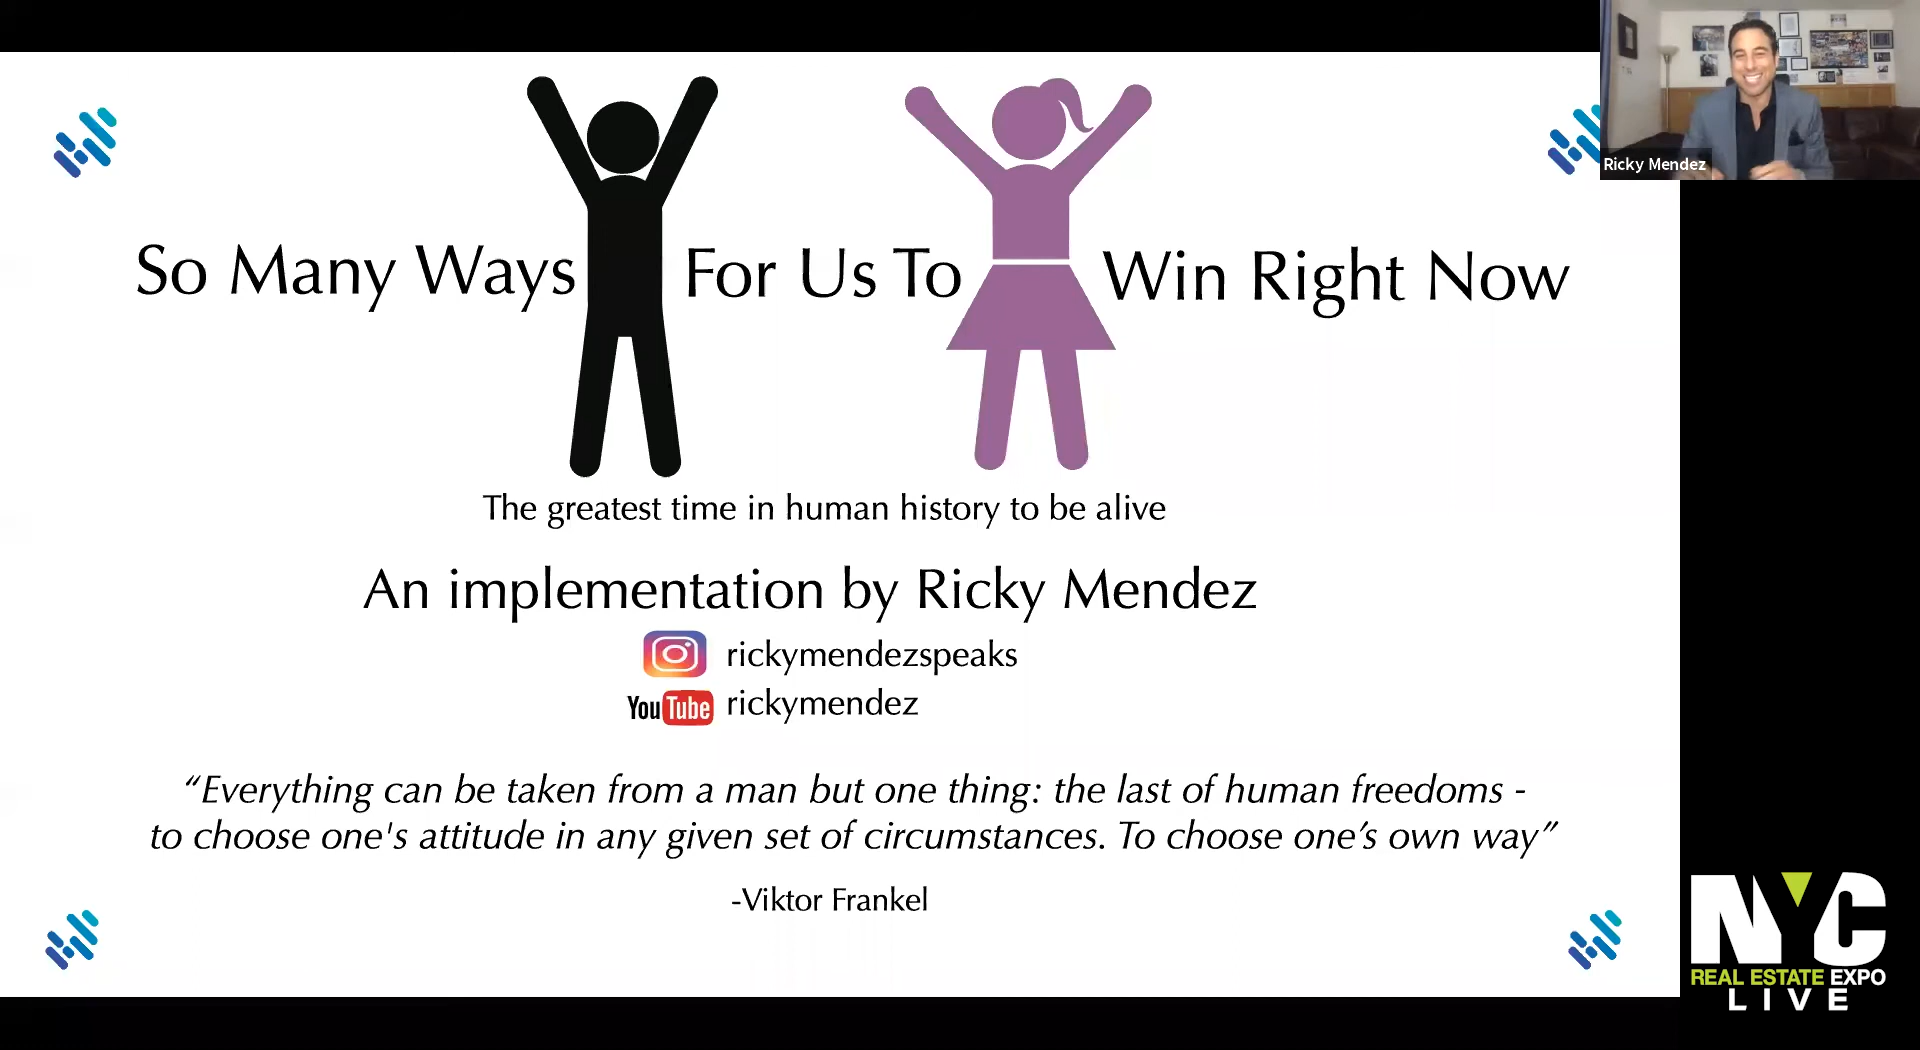 Ricky Mendez
So Many Ways For Us To Win Right Now
The greatest time in human history to be alive
An implementation by Ricky Mendez
rickymendezspeaks
YouTube rickymendez
“Everything can be taken from a man but one thing: the last of human freedoms -
to choose one's attitude in any given set of circumstances. To choose one’s own way”
-Viktor Frankel
NYC
REAL ESTATE EXPO
LIVE